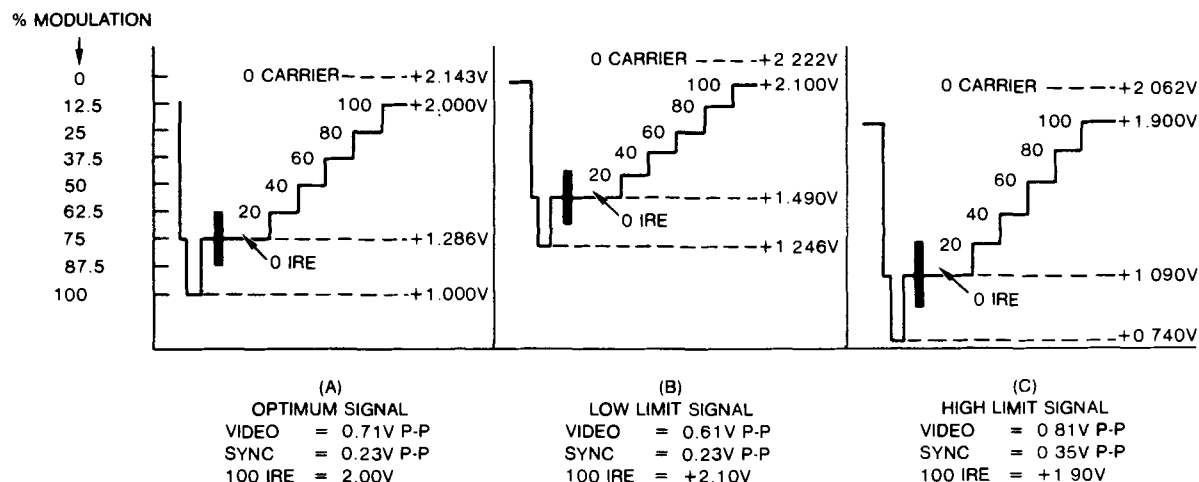 % MODULATION
0
12.5
25
37.5
50
62.5
75
87.5
100
0 CARRIER
+2.143V
100
+2.000V
80
60
40
20
+1.286V
0 IRE
+1.000V
0 CARRIER
+2 222V
100
+2.100V
80
60
40
20
+1.490V
0 IRE
+1 246V
0 CARRIER
+2 062V
100
+1.900V
80
60
40
20
+1 090V
0 IRE
+0 740V
(A)
OPTIMUM SIGNAL
VIDEO = 0.71V P-P
SYNC = 0.23V P-P
100 IRE = 2.00V
(B)
LOW LIMIT SIGNAL
VIDEO = 0.61V P-P
SYNC = 0.23V P-P
100 IRE = +2.10V
(C)
HIGH LIMIT SIGNAL
VIDEO = 0 81V P-P
SYNC = 0 35V P-P
100 IRE = +1 90V